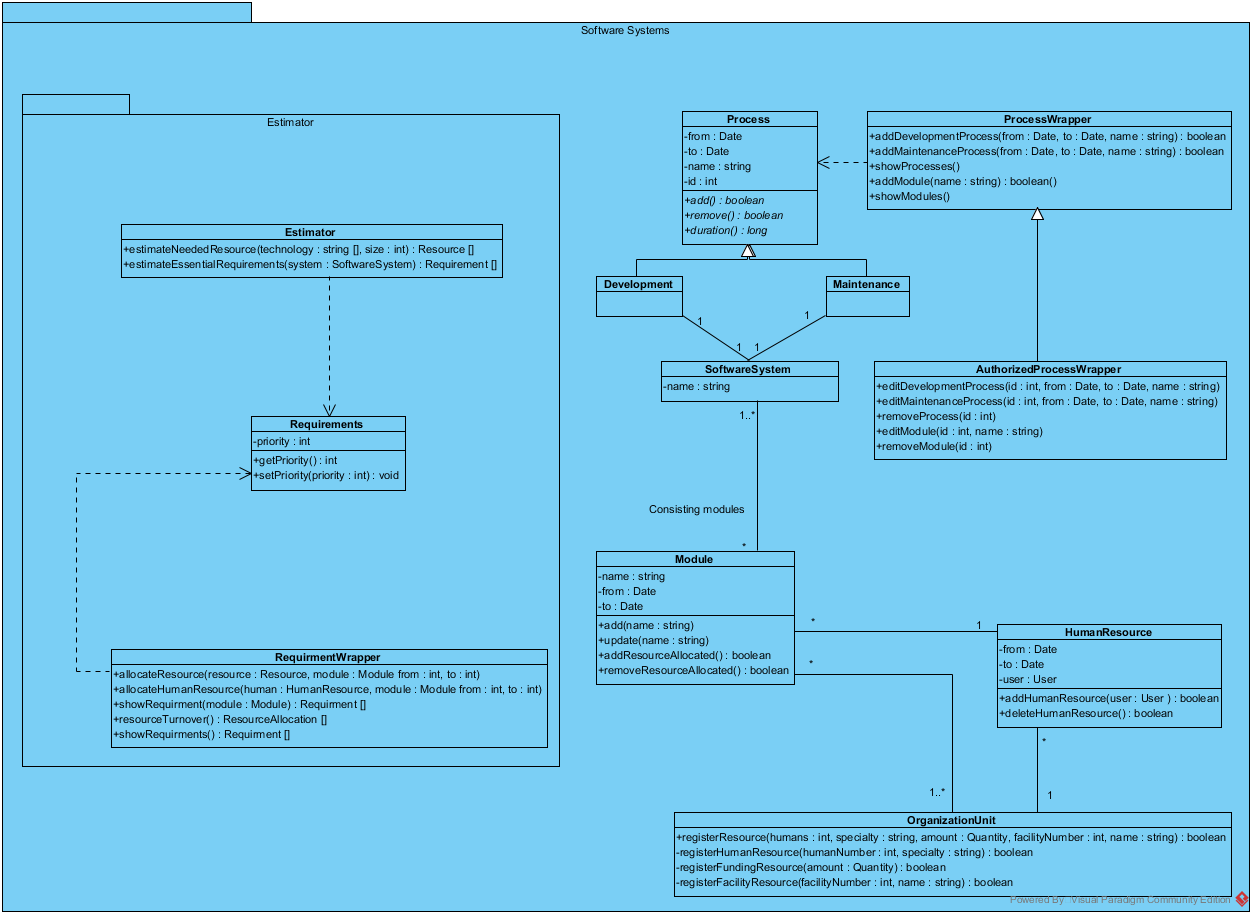 Software Systems
Estimator
Estimator
+estimateNeededResource(technology : string [], size : int) : Resource []
+estimateEssentialRequirements(system : SoftwareSystem) : Requirement []
Requirements
-priority : int
+getPriority() : int
+setPriority(priority : int) : void
RequirmentWrapper
+allocateResource(resource : Resource, module : Module from : int, to : int)
+allocateHumanResource(human : HumanResource, module : Module from : int, to : int)
+showRequirment(module : Module) : Requirment []
+resourceTurnover() : ResourceAllocation []
+showRequirments() : Requirment []
Process
-from : Date
-to : Date
-name : string
-id : int
+add() : boolean
+remove() : boolean
+duration() : long
ProcessWrapper
+addDevelopmentProcess(from : Date, to : Date, name : string) : boolean
+addMaintenanceProcess(from : Date, to : Date, name : string) : boolean
+showProcesses()
+addModule(name : string) : boolean()
+showModules()
Development
Maintenance
1
1
1
1
SoftwareSystem
-name : string
AuthorizedProcessWrapper
+editDevelopmentProcess(id : int, from : Date, to : Date, name : string)
+editMaintenanceProcess(id : int, from : Date, to : Date, name : string)
+removeProcess(id : int)
+editModule(id : int, name : string)
+removeModule(id : int)
1..*
Consisting modules
*
Module
-name : string
-from : Date
-to : Date
+add(name : string)
+update(name : string)
+addResourceAllocated() : boolean
+removeResourceAllocated() : boolean
*
1
*
HumanResource
-from : Date
-to : Date
-user : User
+addHumanResource(user : User ) : boolean
+deleteHumanResource() : boolean
*
1..*
1
OrganizationUnit
+registerResource(humans : int, specialty : string, amount : Quantity, facilityNumber : int, name : string) : boolean
-registerHumanResource(humanNumber : int, specialty : string) : boolean
-registerFundingResource(amount : Quantity) : boolean
-registerFacilityResource(facilityNumber : int, name : string) : boolean
Powered By Visual Paradigm Community Edition